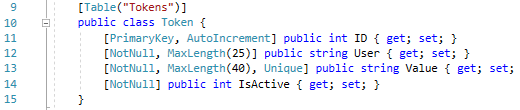 9 [Table("Tokens")]
10 public class Token {
11 [PrimaryKey, AutoIncrement] public int ID { get; set; }
12 [NotNull, MaxLength(25)] public string User { get; set; }
13 [NotNull, MaxLength(40), Unique] public string Value { get; set;
14 [NotNull] public int IsActive { get; set; }
15 }